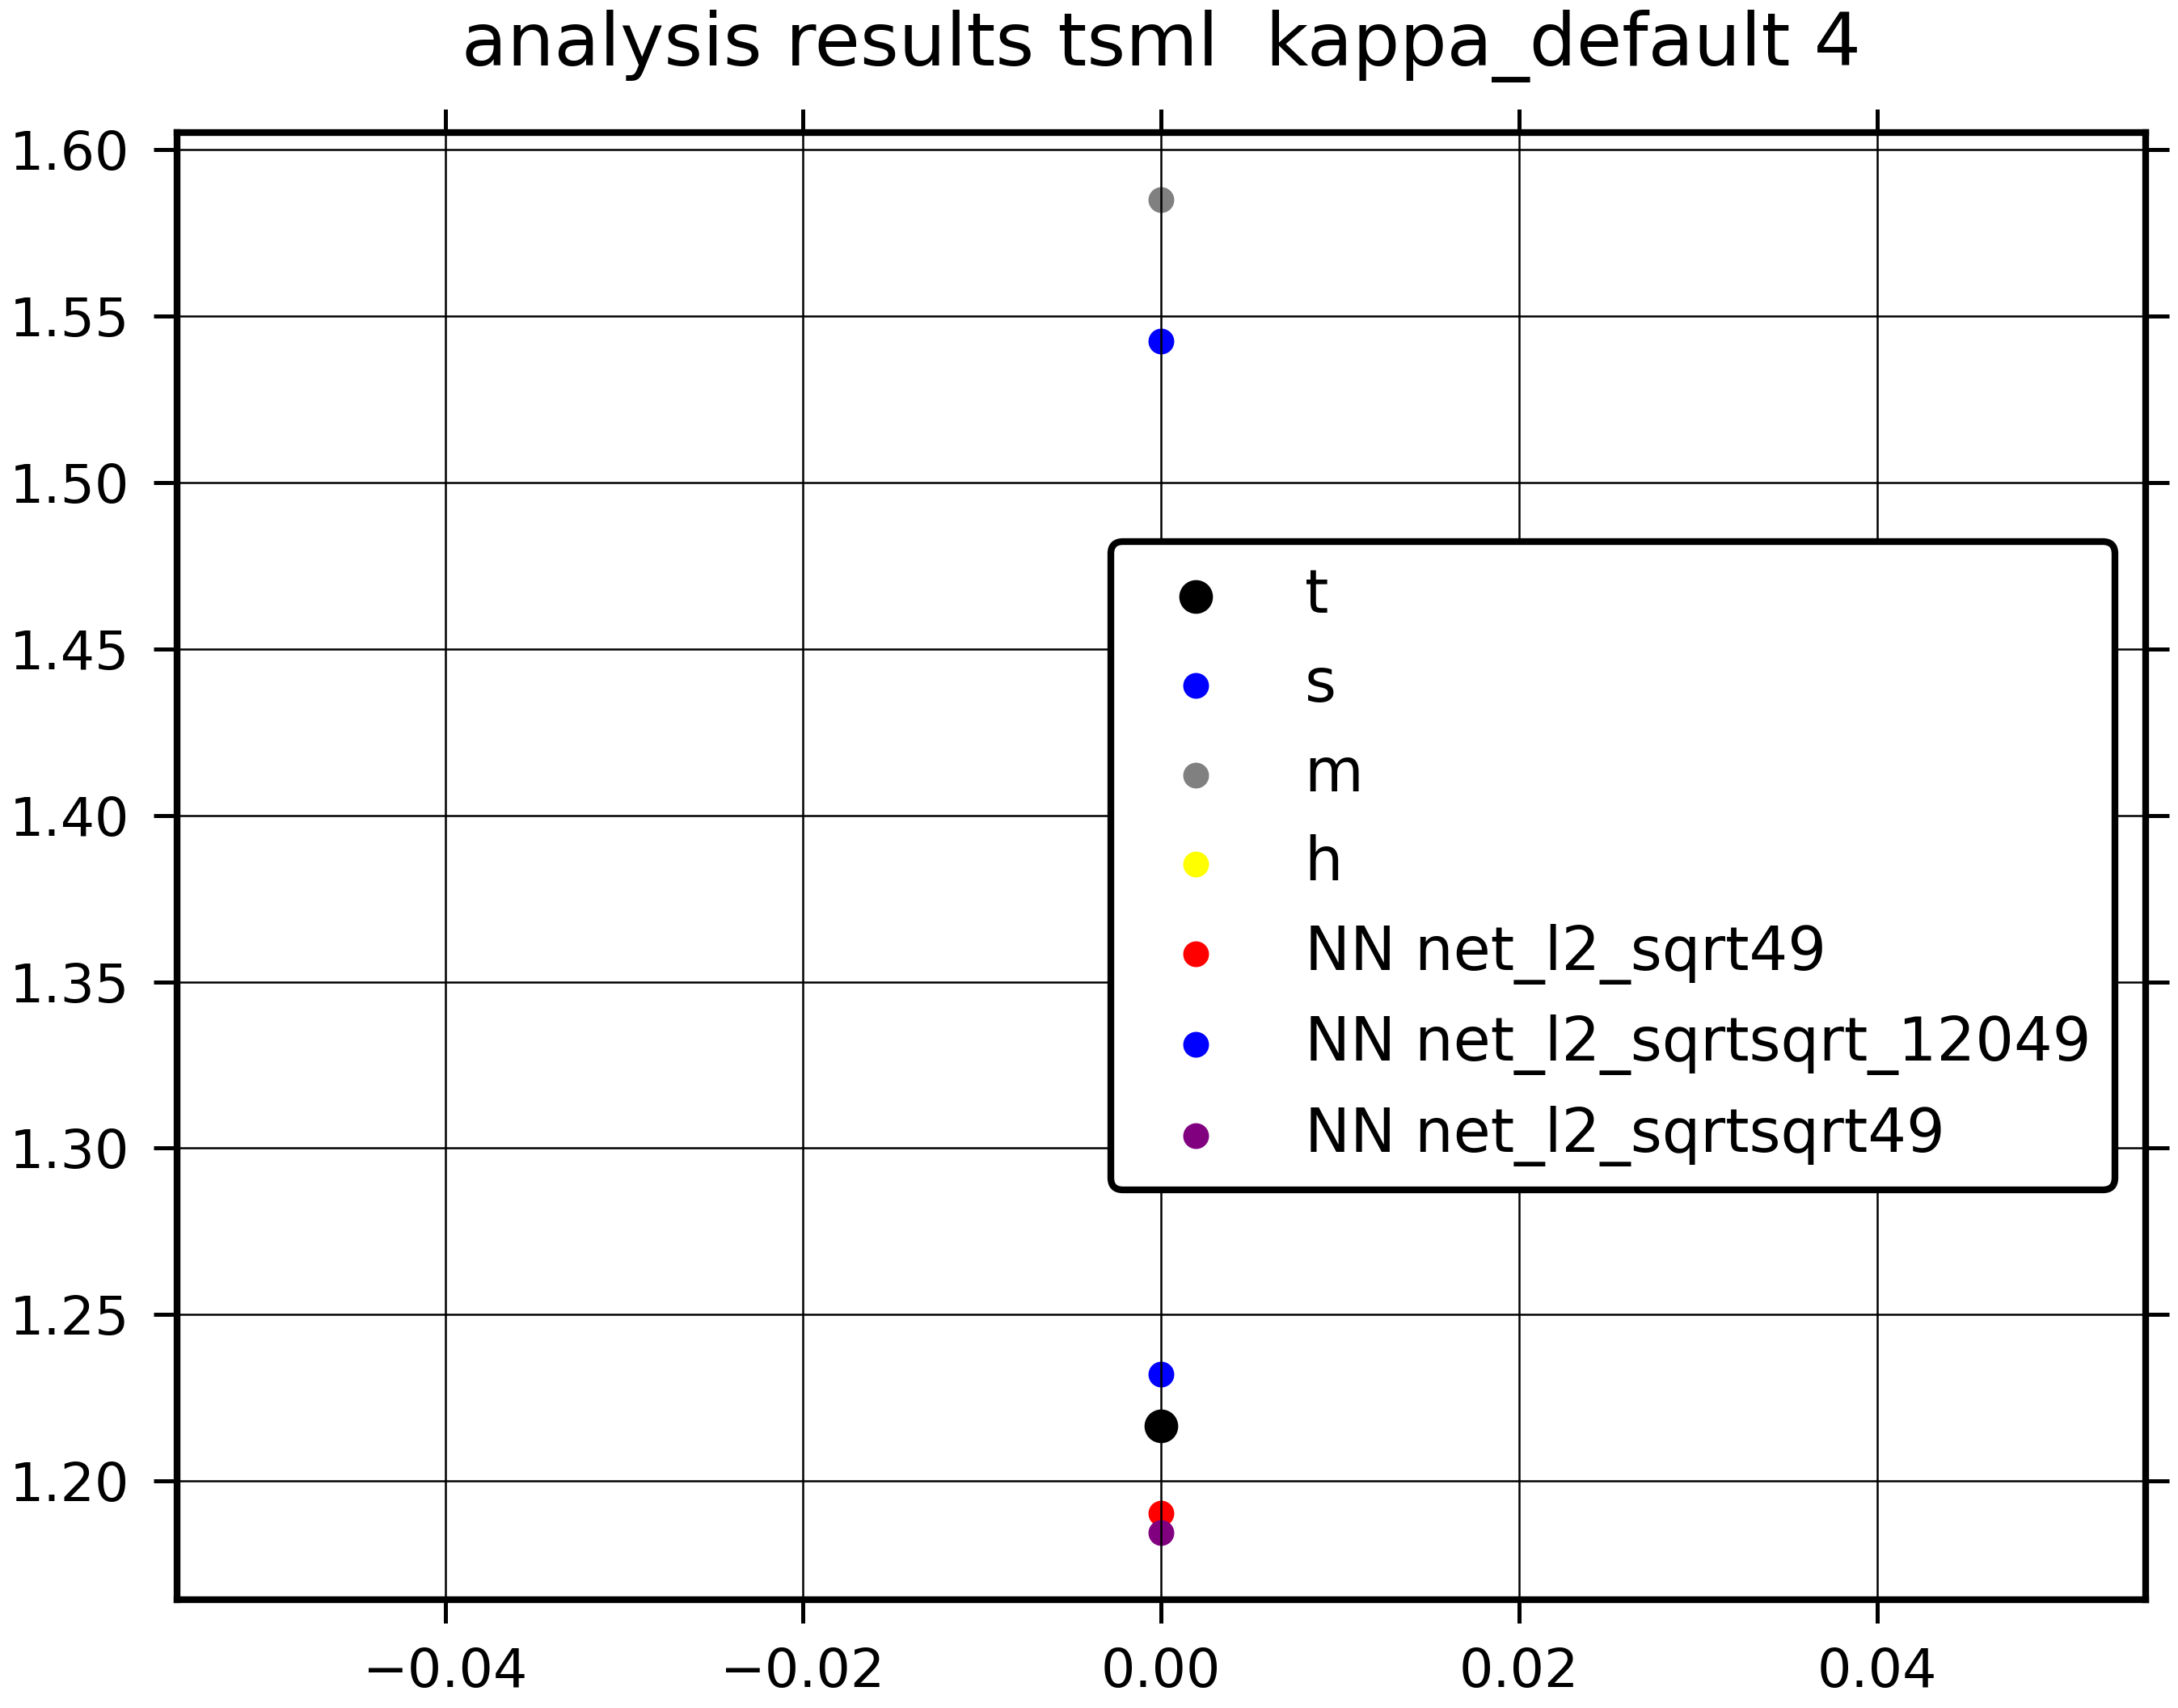 analysis results tsml  kappa_default 4
1.60
1.55
1.50
1.45
1.40
1.35
1.30
1.25
1.20
t
s
m
h
NN net_l2_sqrt49
NN net_l2_sqrtsqrt_12049
NN net_l2_sqrtsqrt49
−0.04 −0.02 0.00 0.02 0.04